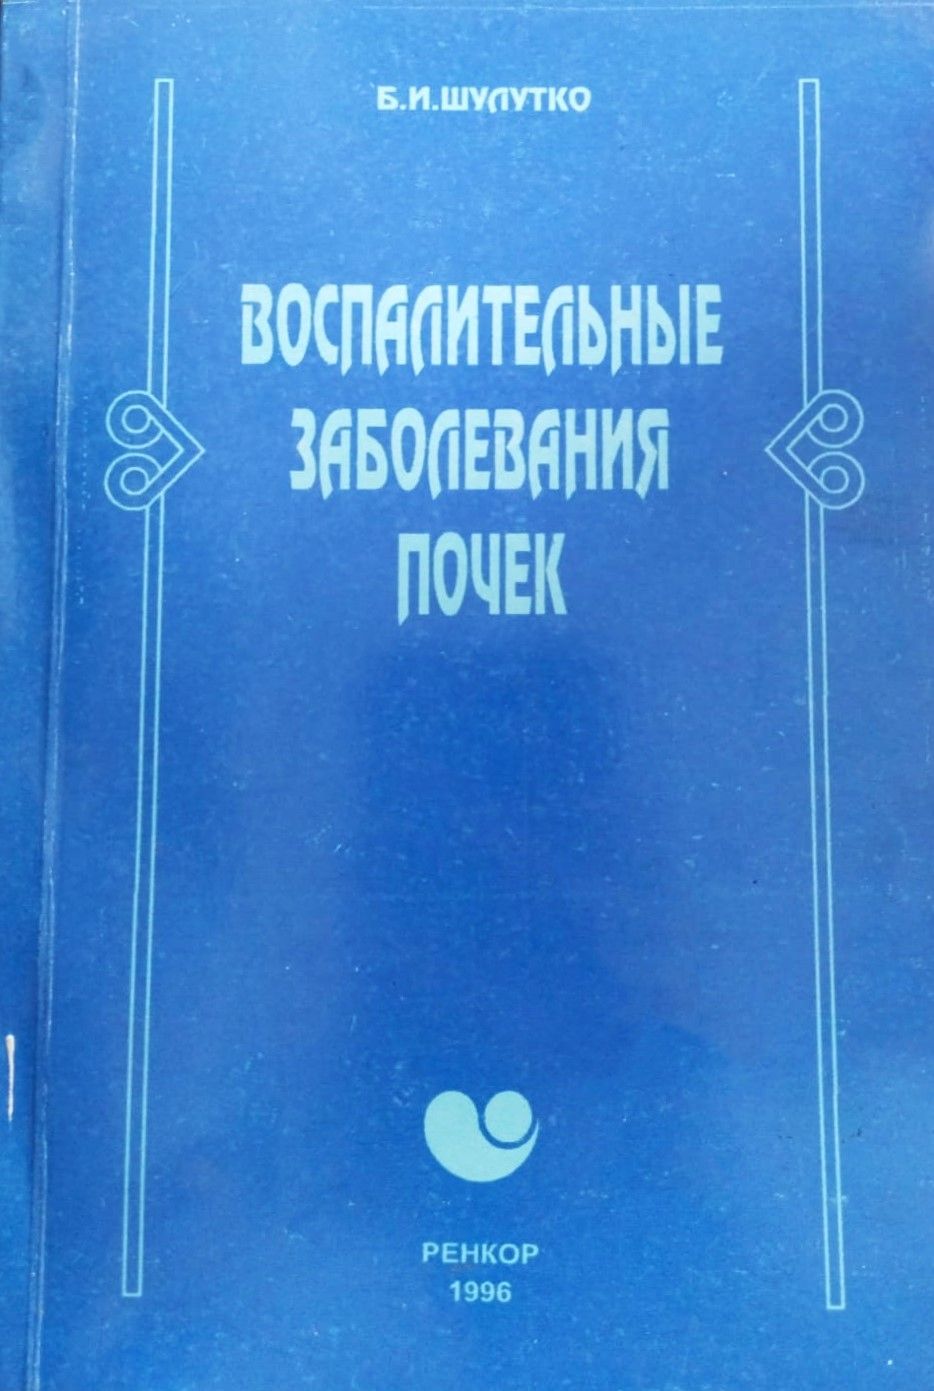 Б.И.ШУЛУТКО
ВОСПАЛИТЕЛЬНЫЕ
ЗАБОЛЕВАНИЯ
ПОЧЕК
РЕНКОР
1996